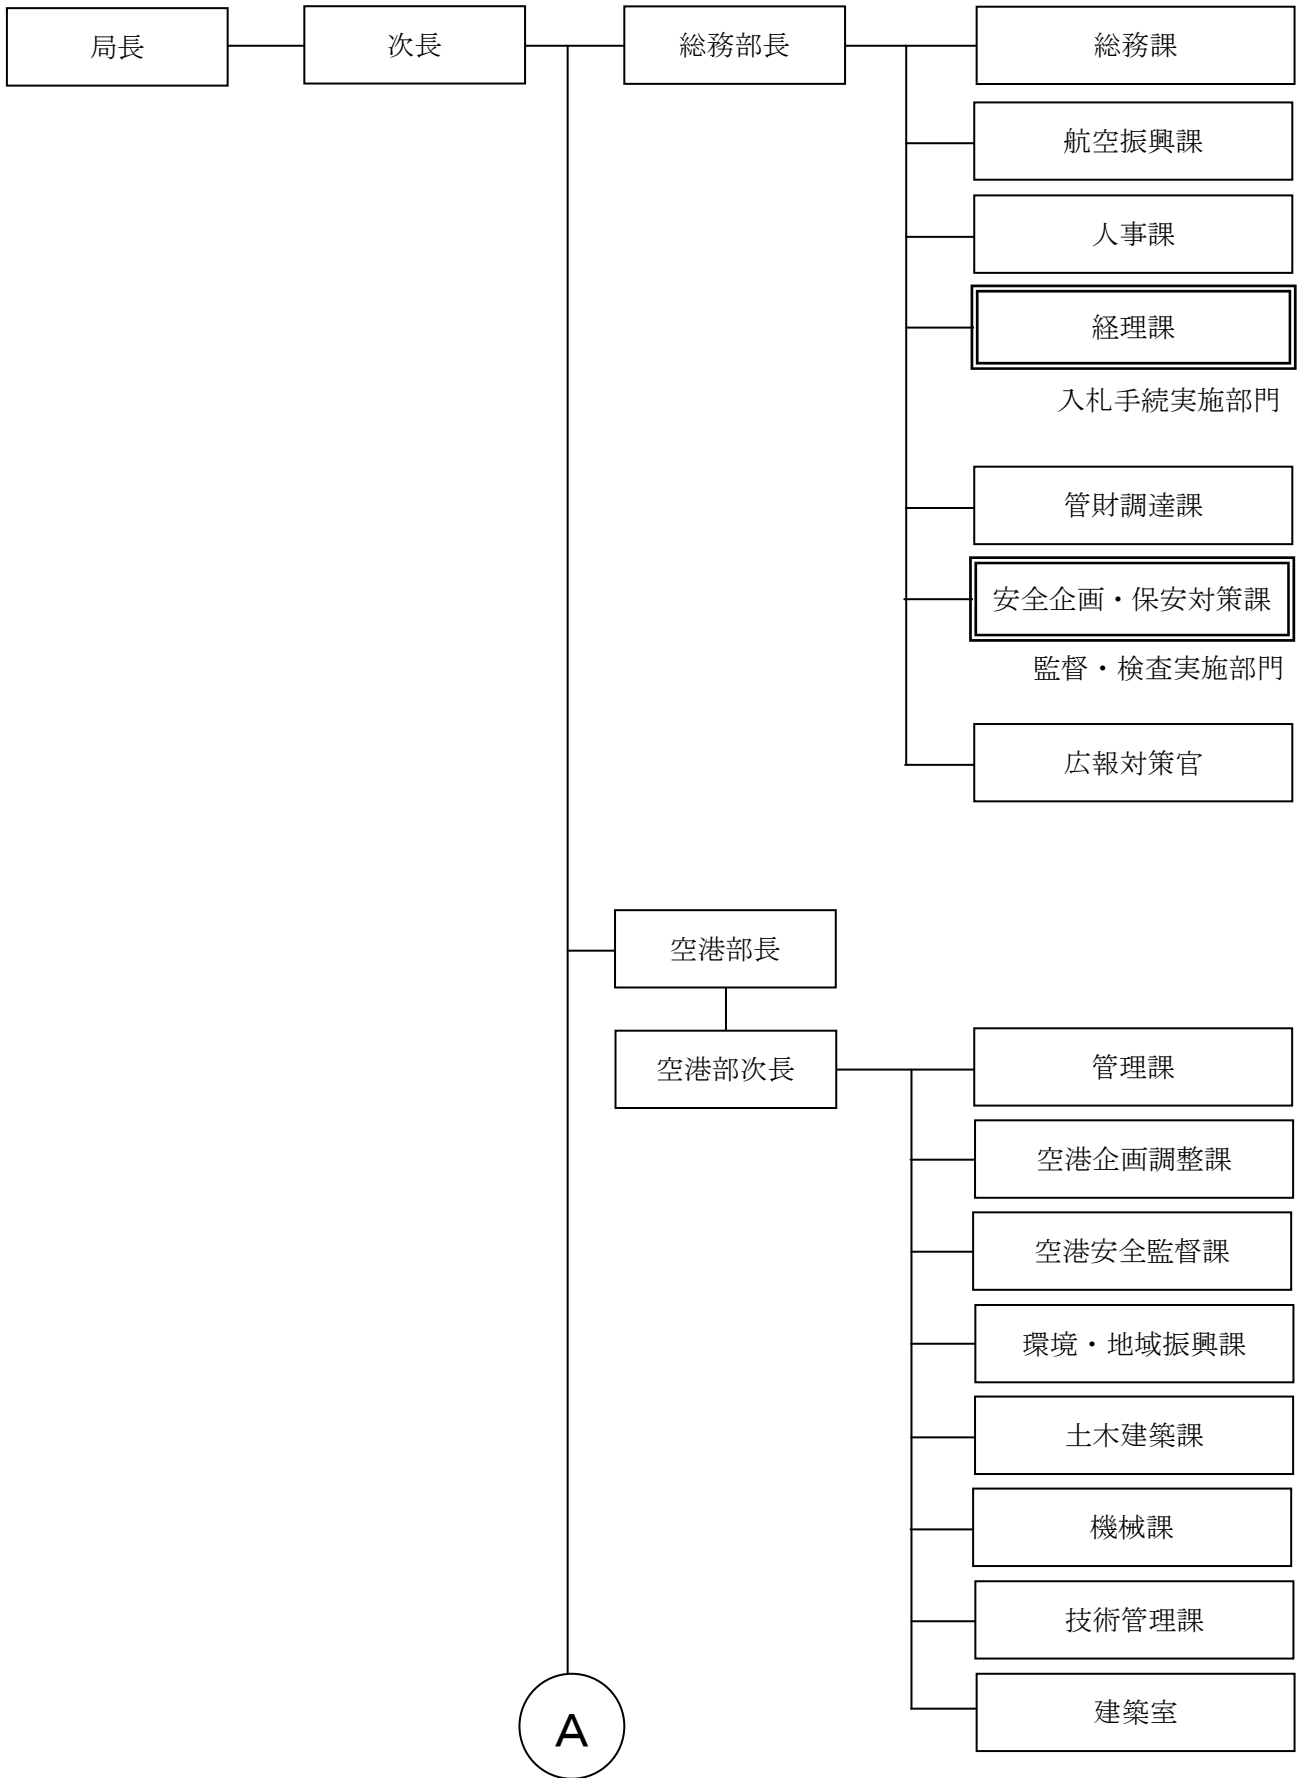 局長
次長
総務部長
総務課
航空振興課
人事課
経理課
入札手続実施部門
管財調達課
安全企画・保安対策課
監督・検査実施部門
広報対策官
空港部長
空港部次長
管理課
空港企画調整課
空港安全監督課
環境・地域振興課
土木建築課
機械課
技術管理課
建築室
A